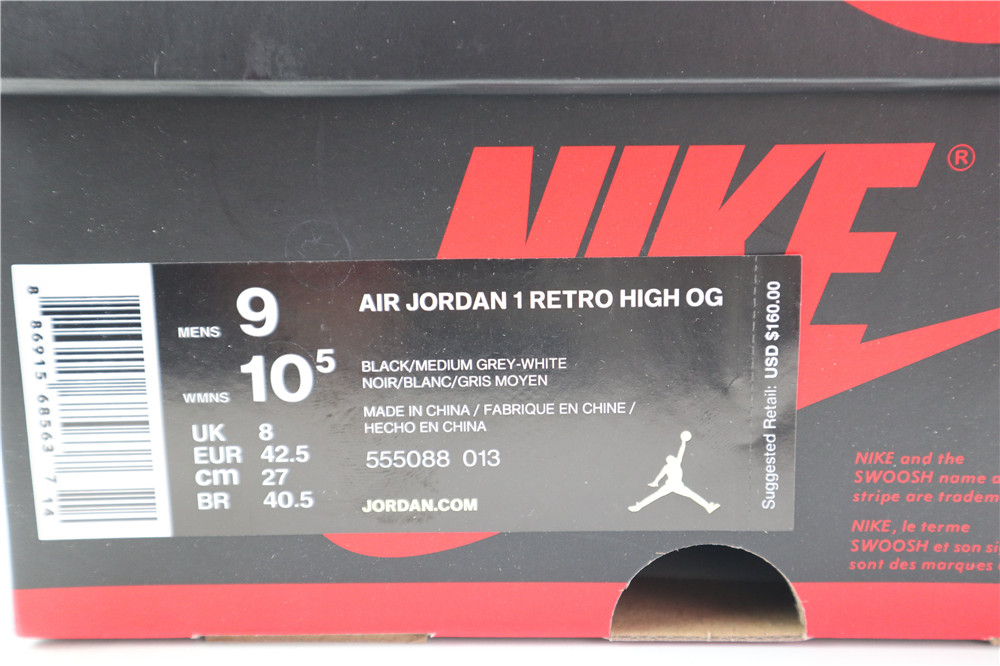 NIKE ®
8 86915 68563 7 14
MENS 9
WMNS 10⁵
UK 8
EUR 42.5
cm 27
BR 40.5
AIR JORDAN 1 RETRO HIGH OG
BLACK/MEDIUM GREY-WHITE
NOIR/BLANC/GRIS MOYEN
MADE IN CHINA / FABRIQUE EN CHINE /
HECHO EN CHINA
555088 013
JORDAN.COM
Suggested Retail: USD $160.00
NIKE and the
SWOOSH name
stripe are
NIKE, le terme
SWOOSH et son
sont des marques